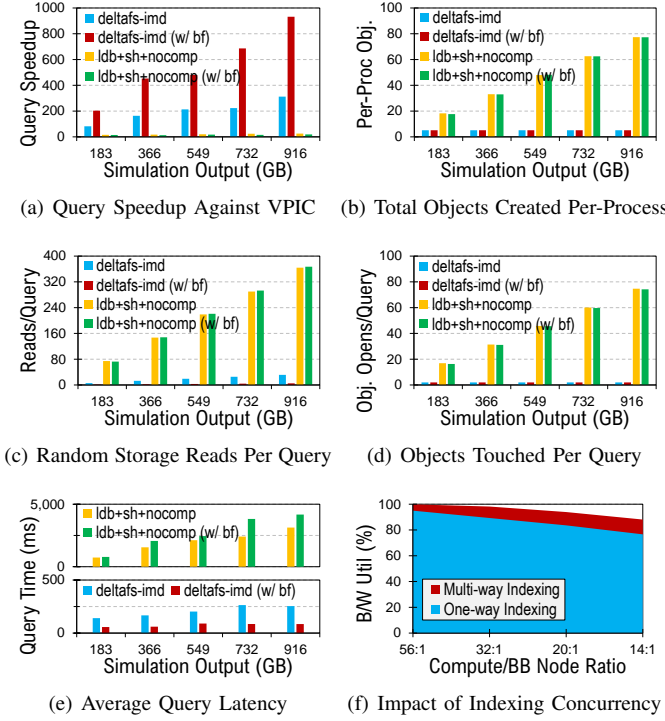 deltafs-imd
deltafs-imd (w/ bf)
ldb+sh+nocomp
ldb+sh+nocomp (w/ bf)
Query Speedup
1000
800
600
400
200
0
183 366 549 732 916
Simulation Output (GB)
(a) Query Speedup Against VPIC
deltafs-imd
deltafs-imd (w/ bf)
ldb+sh+nocomp
ldb+sh+nocomp (w/ bf)
Per-Proc Obj.
100
80
60
40
20
0
183 366 549 732 916
Simulation Output (GB)
(b) Total Objects Created Per-Process
deltafs-imd
deltafs-imd (w/ bf)
ldb+sh+nocomp
ldb+sh+nocomp (w/ bf)
Reads/Query
400
320
240
160
80
0
183 366 549 732 916
Simulation Output (GB)
(c) Random Storage Reads Per Query
deltafs-imd
deltafs-imd (w/ bf)
ldb+sh+nocomp
ldb+sh+nocomp (w/ bf)
Obj. Opens/Query
100
80
60
40
20
0
183 366 549 732 916
Simulation Output (GB)
(d) Objects Touched Per Query
ldb+sh+nocomp
ldb+sh+nocomp (w/ bf)
Query Time (ms)
5,000
0
deltafs-imd deltafs-imd (w/ bf)
500
0
183 366 549 732 916
Simulation Output (GB)
(e) Average Query Latency
B/W Util (%)
100
80
60
40
20
0
Multi-way Indexing
One-way Indexing
56:1 32:1 20:1 14:1
Compute/BB Node Ratio
(f) Impact of Indexing Concurrency